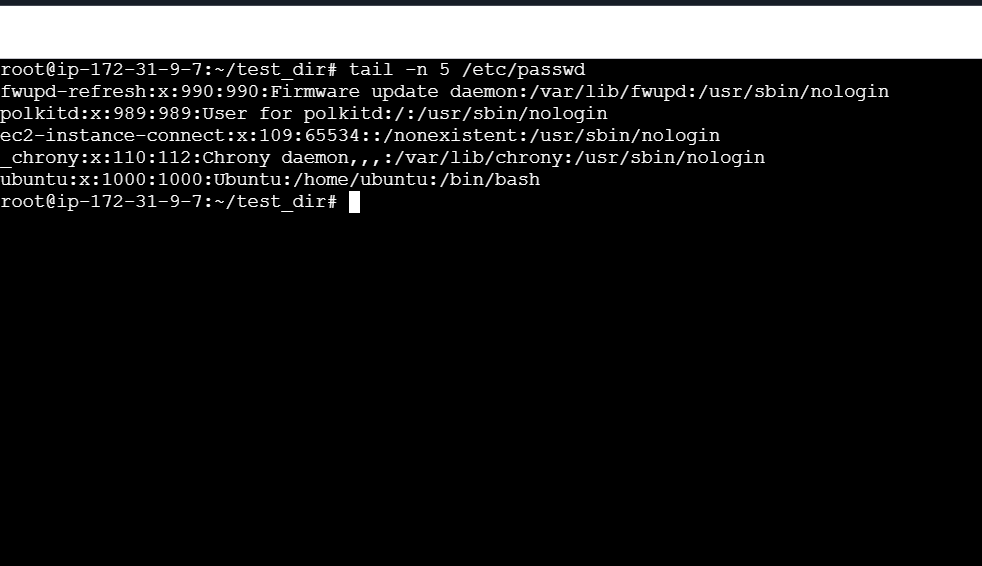 root@ip-172-31-9-7:~/test_dir# tail -n 5 /etc/passwd
fwupd-refresh:x:990:990:Firmware update daemon:/var/lib/fwupd:/usr/sbin/nologin
polkitd:x:989:989:User for polkitd:/:/usr/sbin/nologin
ec2-instance-connect:x:109:65534::/nonexistent:/usr/sbin/nologin
_chrony:x:110:112:Chrony daemon,,,:/var/lib/chrony:/usr/sbin/nologin
ubuntu:x:1000:1000:Ubuntu:/home/ubuntu:/bin/bash
root@ip-172-31-9-7:~/test_dir#